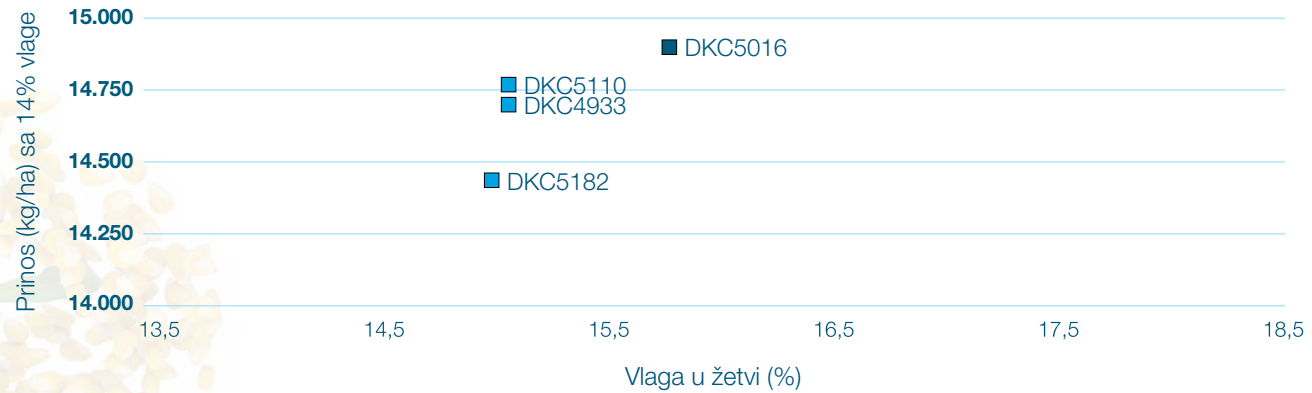 Prinos (kg/ha) sa 14% vlage
15.000
DKC5016
14.750
DKC5110
DKC4933
14.500
DKC5182
14.250
14.000
13,5 14,5 15,5 16,5 17,5 18,5
Vlaga u žetvi (%)